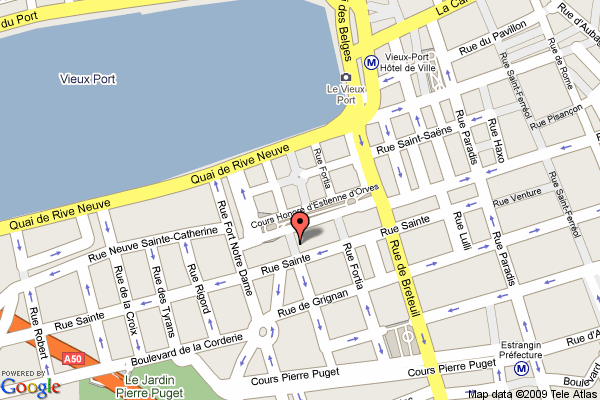 du Port
Quai des Belges
La Can
Rue d'Auba
Rue du Pavillon
Vieux-Port
Hôtel de Ville
M
Rue de Rome
Vieux Port
Le Vieux
Port
Rue Saint-Ferréol
Rue Paradis
Rue Haxo
Rue Pisançon
Rue Saint-Saëns
Quai de Rive Neuve
Rue Fortia
Cours Honoré d'Estienne d'Orves
Rue Venture
Rue Saint-Ferréol
Quai de Rive Neuve
Rue Fort Notre Dame
Rue Neuve Sainte-Catherine
Rue Sainte
Rue Lulli
Rue Paradis
Rue Sainte
Rue Fortia
Rue de Breteuil
Rue de la Croix
Rue des Tyrans
Rue Rigord
Rue de Grignan
Rue Sainte
Rue Robert
Boulevard de la Corderie
A50
Estrangin
Préfecture
M
Rue d'A
Le Jardin
Pierre Puget
Cours Pierre Puget
Cours Pierre Puget
Boulevard
POWERED BY
Google
Map data ©2009 Tele Atlas